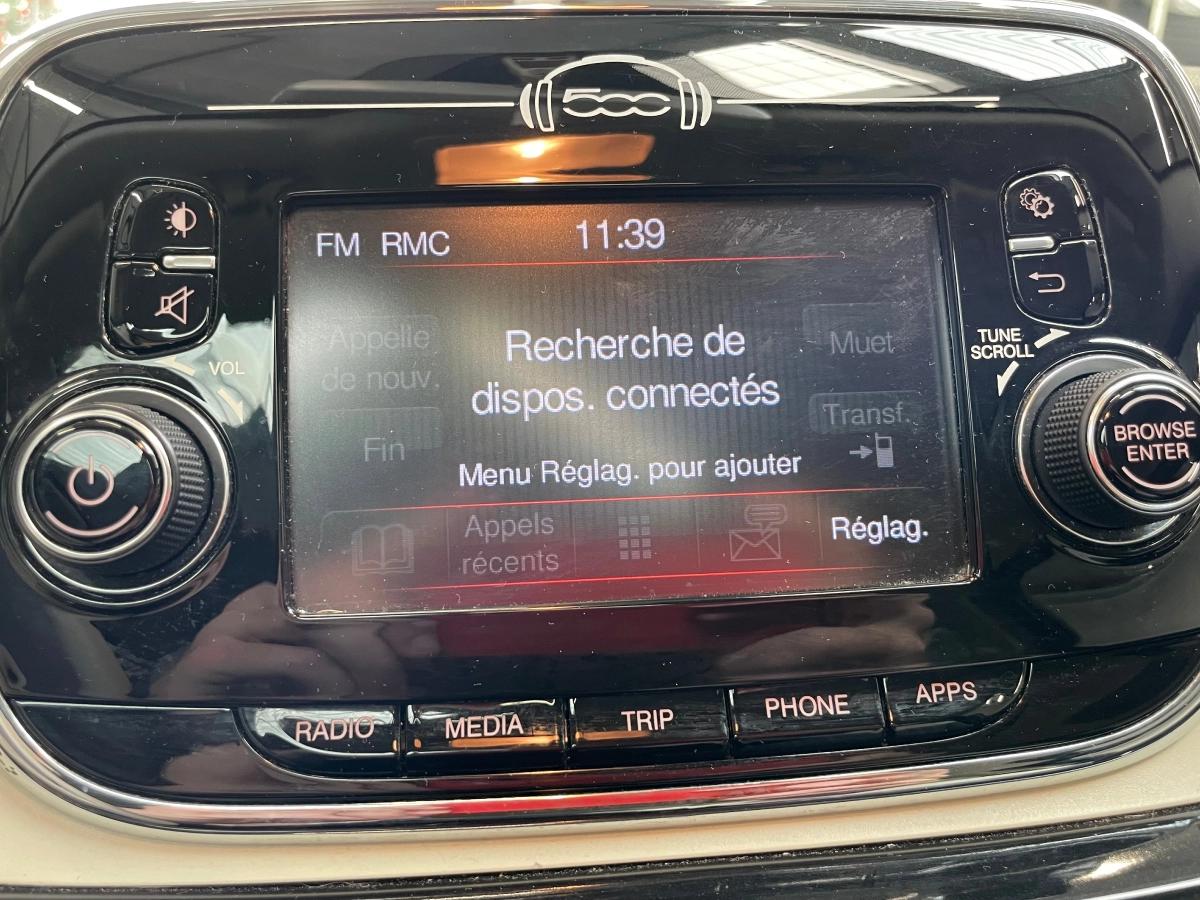 500
FM RMC 11:39
VOL
TUNE
SCROLL
Appelle
de nouv.
Recherche de
dispos. connectés
Muet
Fin
Transf.
Menu Réglag. pour ajouter
BROWSE
ENTER
Appels
récents
Réglag.
RADIO MEDIA TRIP PHONE APPS